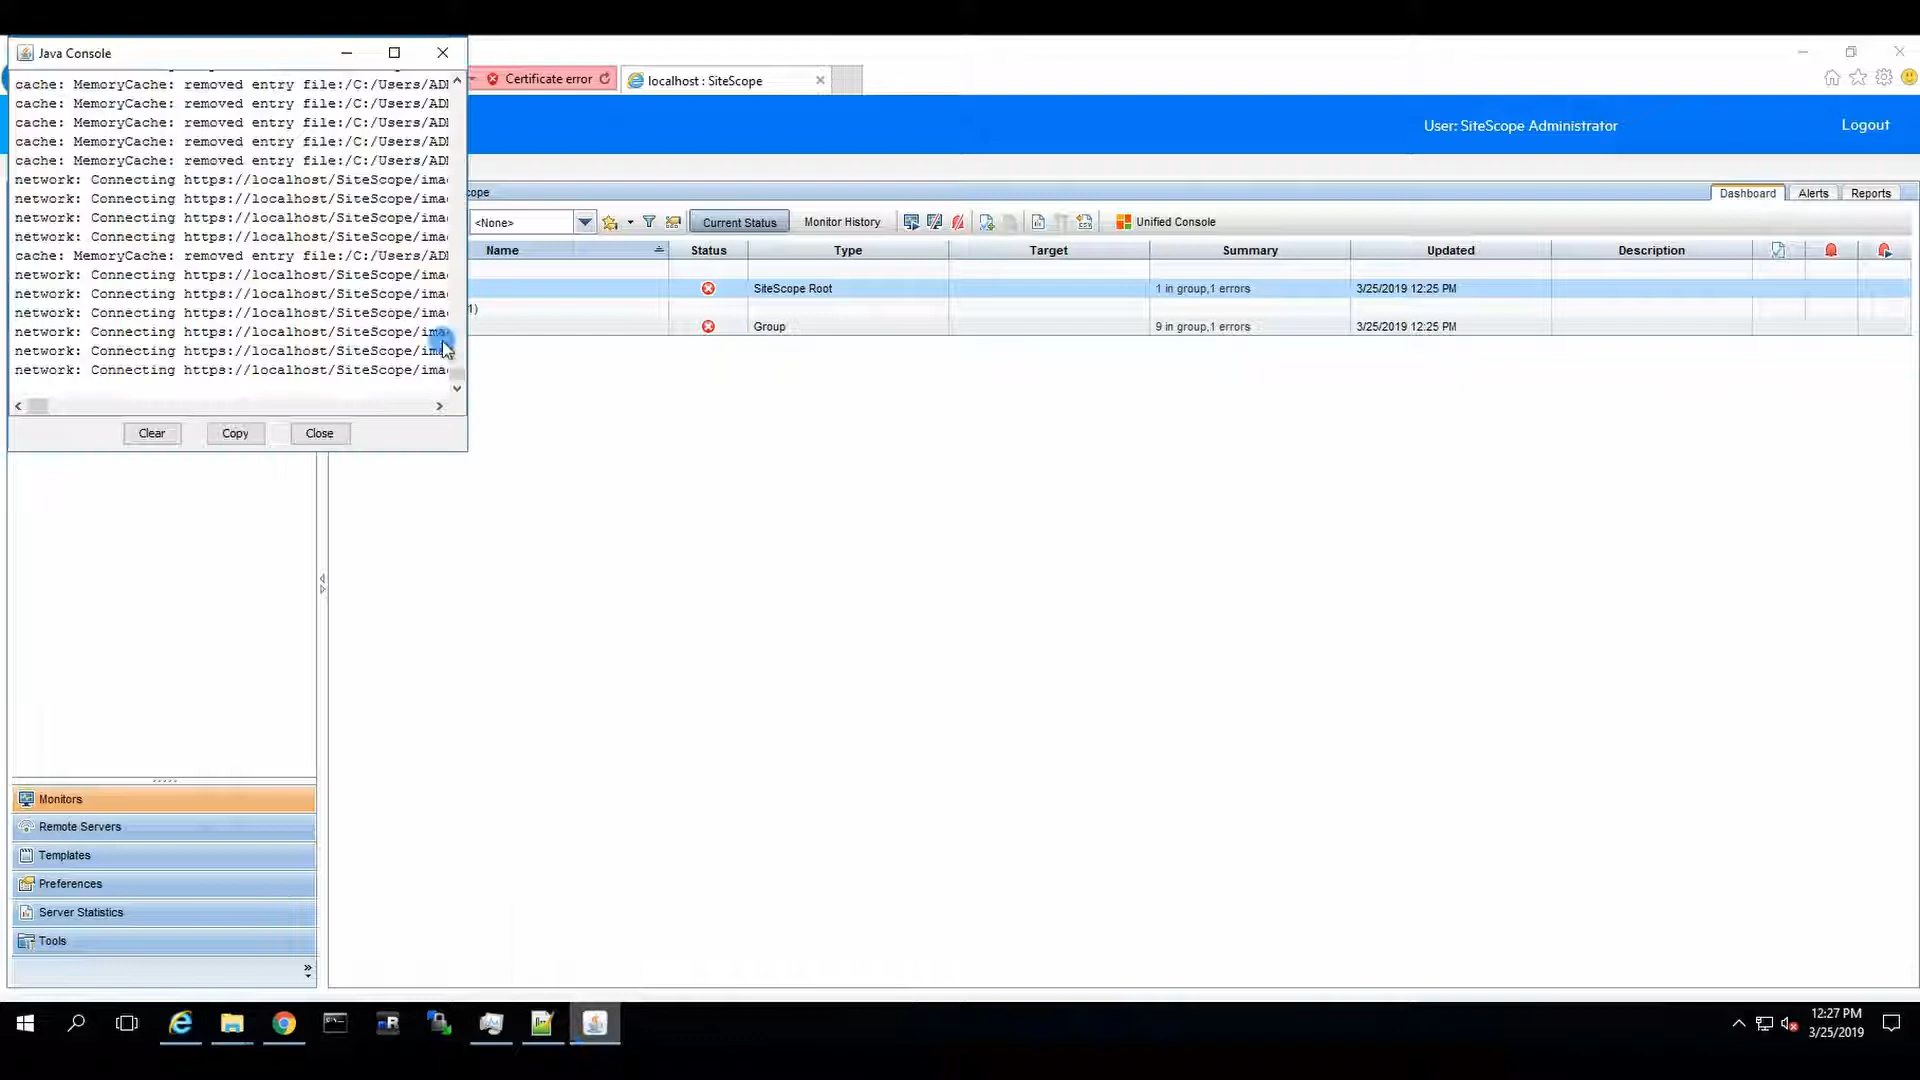 Java Console
cache: MemoryCache: removed entry file:/C:/Users/AD
cache: MemoryCache: removed entry file:/C:/Users/AD
cache: MemoryCache: removed entry file:/C:/Users/AD
cache: MemoryCache: removed entry file:/C:/Users/AD
cache: MemoryCache: removed entry file:/C:/Users/AD
network: Connecting https://localhost/SiteScope/ima
network: Connecting https://localhost/SiteScope/ima
network: Connecting https://localhost/SiteScope/ima
network: Connecting https://localhost/SiteScope/ima
cache: MemoryCache: removed entry file:/C:/Users/AD
network: Connecting https://localhost/SiteScope/ima
network: Connecting https://localhost/SiteScope/ima
network: Connecting https://localhost/SiteScope/ima
network: Connecting https://localhost/SiteScope/ima
network: Connecting https://localhost/SiteScope/ima
network: Connecting https://localhost/SiteScope/ima
Clear Copy Close
Certificate error
localhost : SiteScope
User: SiteScope Administrator Logout
cope
Dashboard Alerts Reports
<None> Current Status Monitor History Unified Console
Name Status Type Target Summary Updated Description
SiteScope Root 1 in group,1 errors 3/25/2019 12:25 PM
1)
Group 9 in group,1 errors 3/25/2019 12:25 PM
Monitors
Remote Servers
Templates
Preferences
Server Statistics
Tools
12:27 PM
3/25/2019